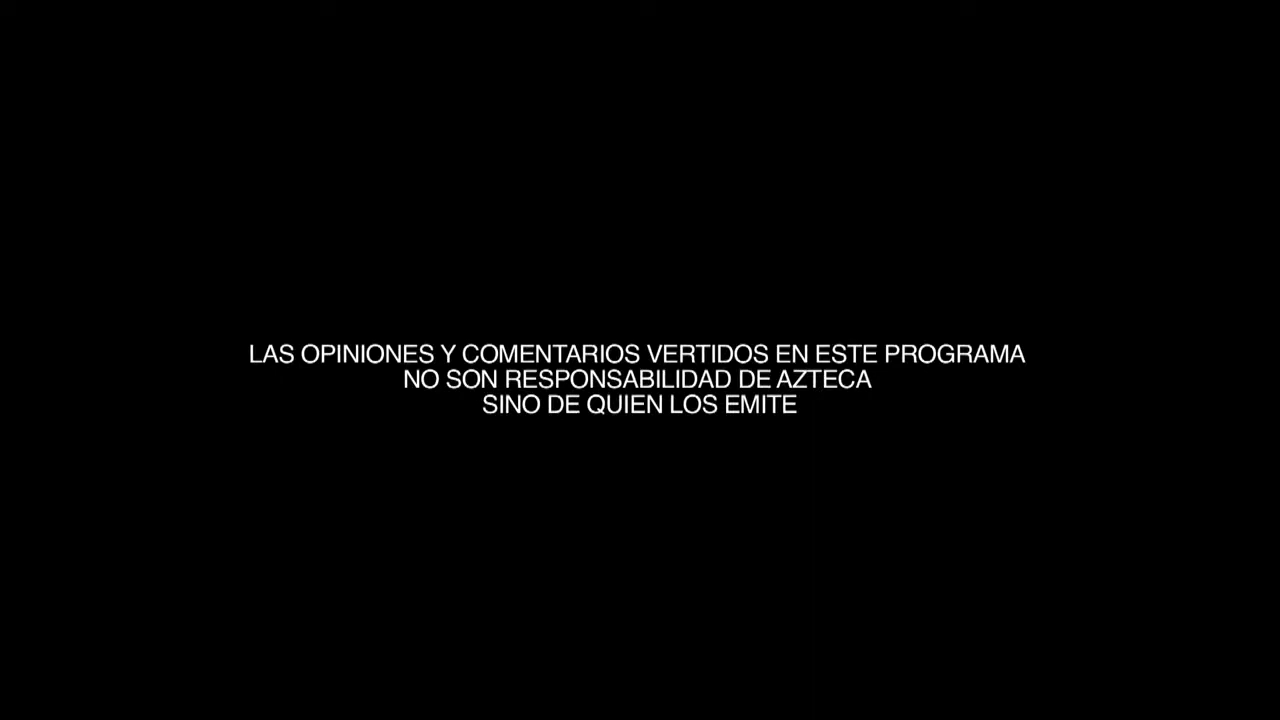 LAS OPINIONES Y COMENTARIOS VERTIDOS EN ESTE PROGRAMA
NO SON RESPONSABILIDAD DE AZTECA
SINO DE QUIEN LOS EMITE